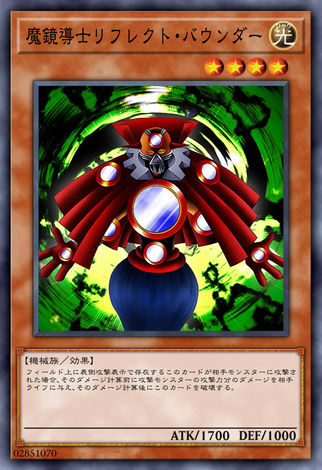 魔鏡導士リフレクト・バウンダー
光
【機械族／効果】
フィールド上に表側攻撃表示で存在するこのカードが相手モンスターに攻撃さ
れた場合、そのダメージ計算前に攻撃モンスターの攻撃力分のダメージを相手
ライフに与え、そのダメージ計算後にこのカードを破壊する。
ATK/1700 DEF/1000
02851070